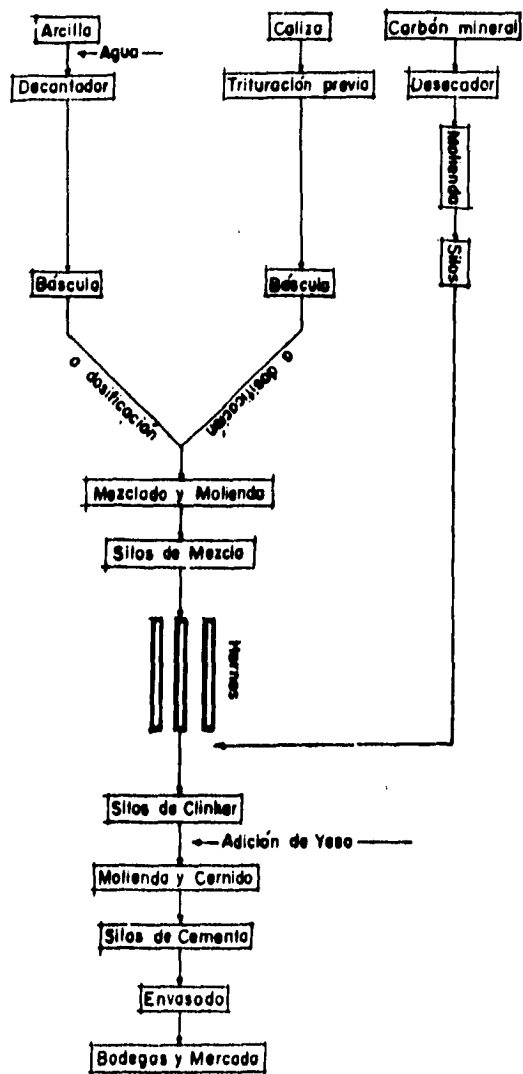 Arcilla
Caliza
Carbón mineral
Agua
Decantador
Trituración previa
Desecador
Molienda
Silos
Báscula
Báscula
a dosificación
a dosificación
Mezclado y Molienda
Silos de Mezcla
Hornos
Silos de Clinker
Adición de Yeso
Molienda y Cernido
Silos de Cemento
Envasado
Bodegas y Mercado